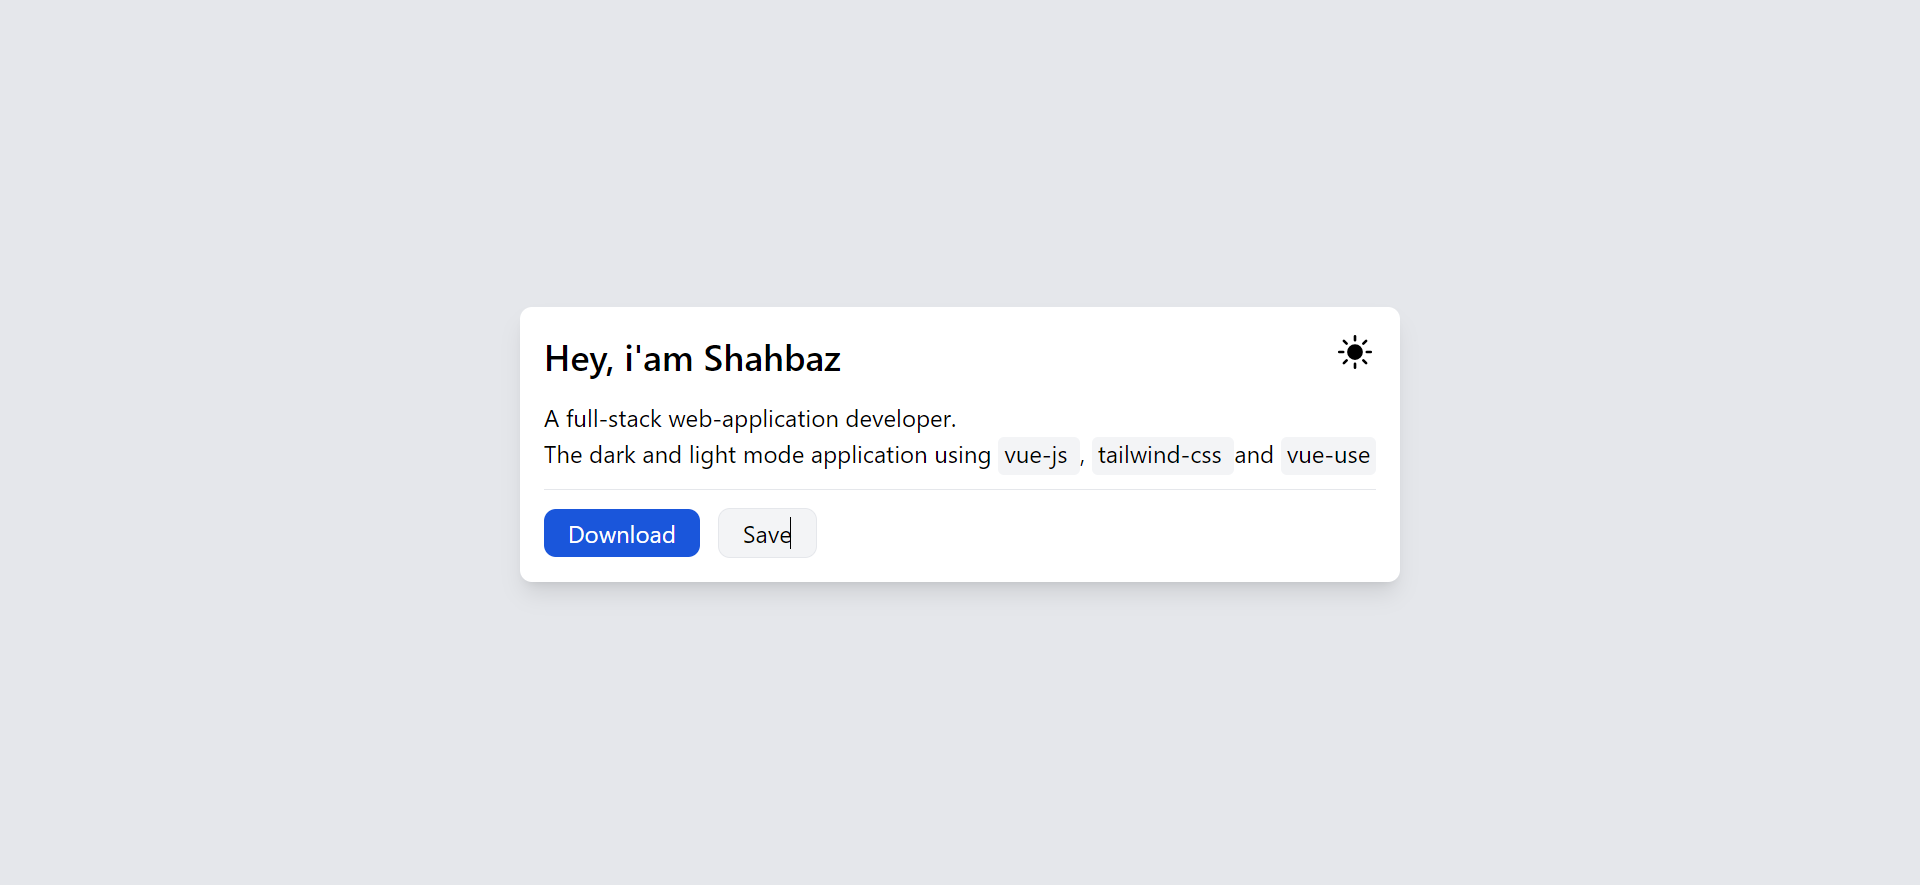 Hey, i'am Shahbaz
A full-stack web-application developer.
The dark and light mode application using vue-js , tailwind-css and vue-use
Download Save